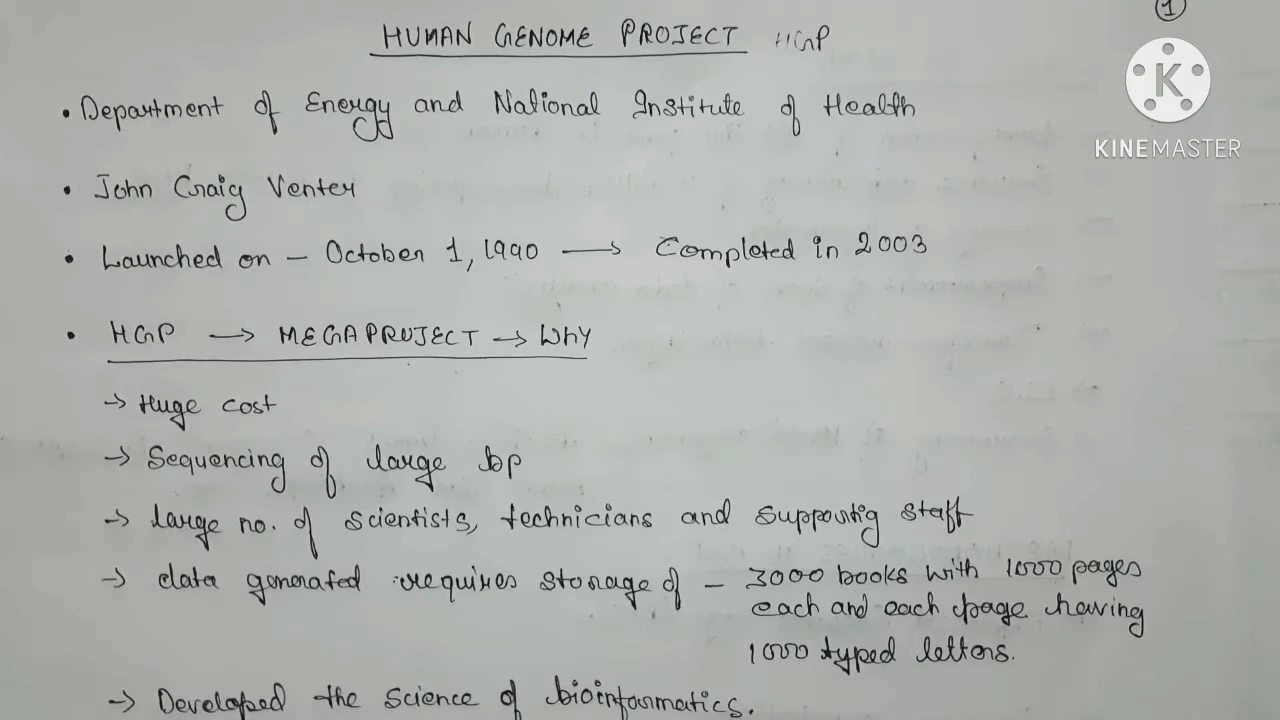 1
HUMAN GENOME PROJECT HGP
K
KINEMASTER
• Department of Energy and National Institute of Health
• John Craig Venter
• Launched on – October 1, 1990 → Completed in 2003
• HGP → MEGAPROJECT → Why
→ Huge cost
→ Sequencing of large bp
→ large no. of scientists, technicians and supportig staff
→ data generated requires storage of – 3000 books with 1000 pages
each and each page having
1000 typed letters.
→ Developed the science of bioinformatics.